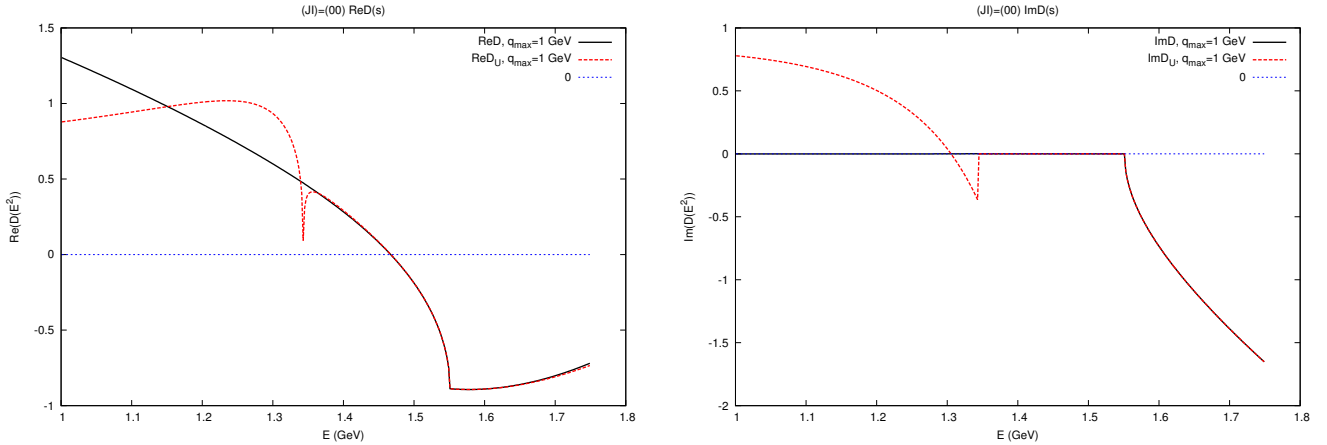 (JI)=(00) ReD(s)
ReD, q_max=1 GeV
ReD_U, q_max=1 GeV
0
1.5
1
0.5
0
-0.5
-1
Re(D(E^2))
1 1.1 1.2 1.3 1.4 1.5 1.6 1.7 1.8
E (GeV)
(JI)=(00) ImD(s)
ImD, q_max=1 GeV
ImD_U, q_max=1 GeV
0
1
0.5
0
-0.5
-1
-1.5
-2
Im(D(E^2))
1 1.1 1.2 1.3 1.4 1.5 1.6 1.7 1.8
E (GeV)